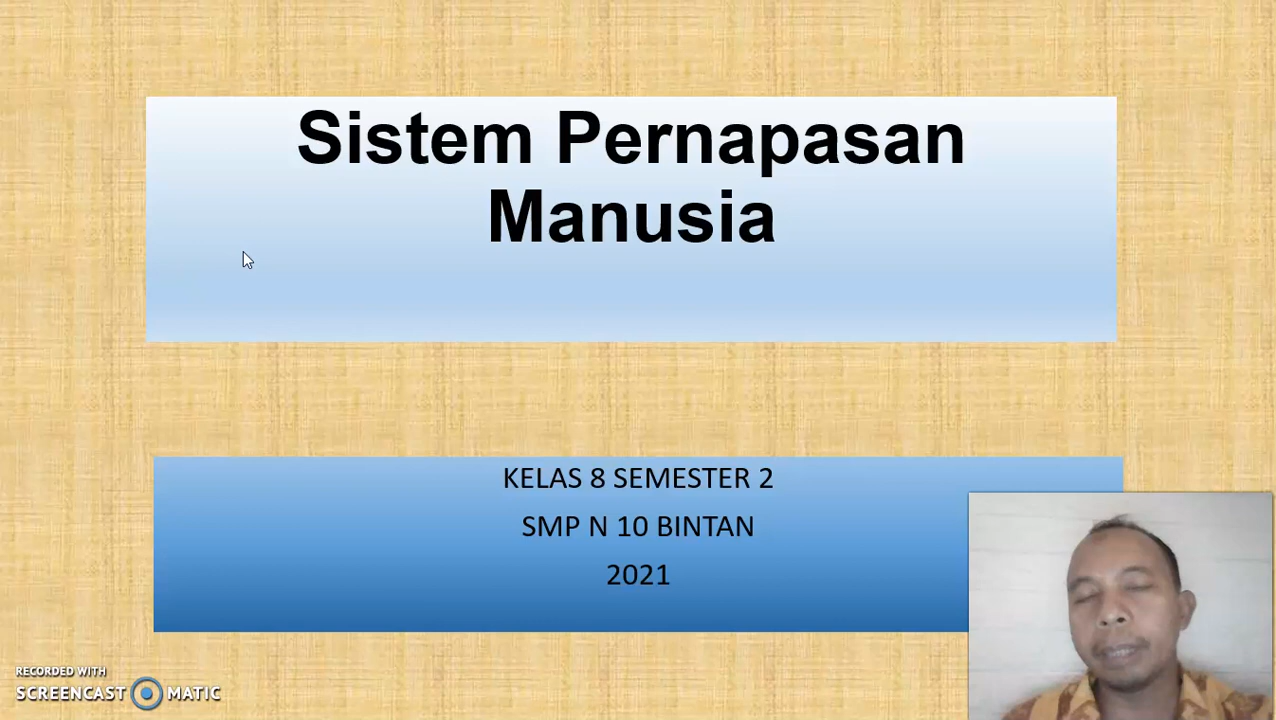 Sistem Pernapasan
Manusia
KELAS 8 SEMESTER 2
SMP N 10 BINTAN
2021
RECORDED WITH
SCREENCAST MATIC